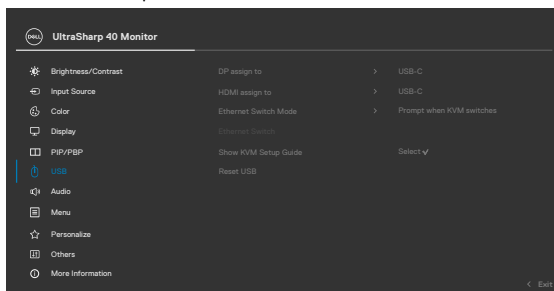 DELL UltraSharp 40 Monitor
Brightness/Contrast DP assign to > USB-C
Input Source HDMI assign to > USB-C
Color Ethernet Switch Mode > Prompt when KVM switches
Display Ethernet Switch
PIP/PBP Show KVM Setup Guide Select ✓
USB Reset USB
Audio
Menu
Personalize
Others
More Information
< Exit